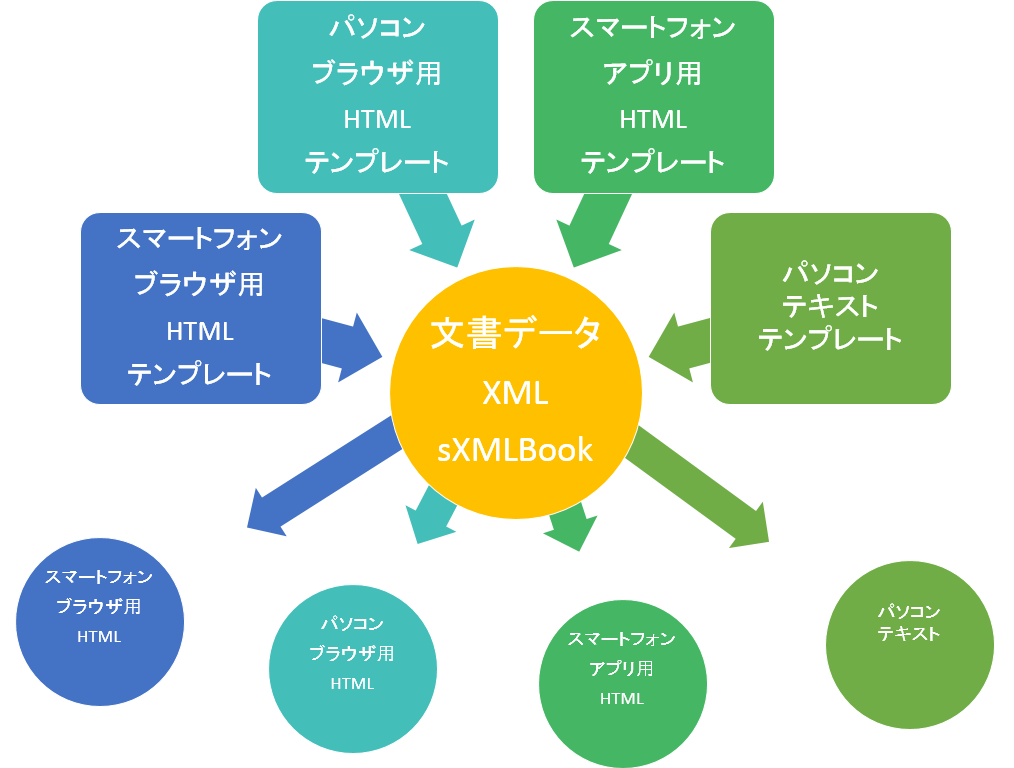 パソコン
ブラウザ用
HTML
テンプレート
スマートフォン
アプリ用
HTML
テンプレート
スマートフォン
ブラウザ用
HTML
テンプレート
パソコン
テキスト
テンプレート
文書データ
XML
sXMLBook
スマートフォン
ブラウザ用
HTML
パソコン
ブラウザ用
HTML
スマートフォン
アプリ用
HTML
パソコン
テキスト